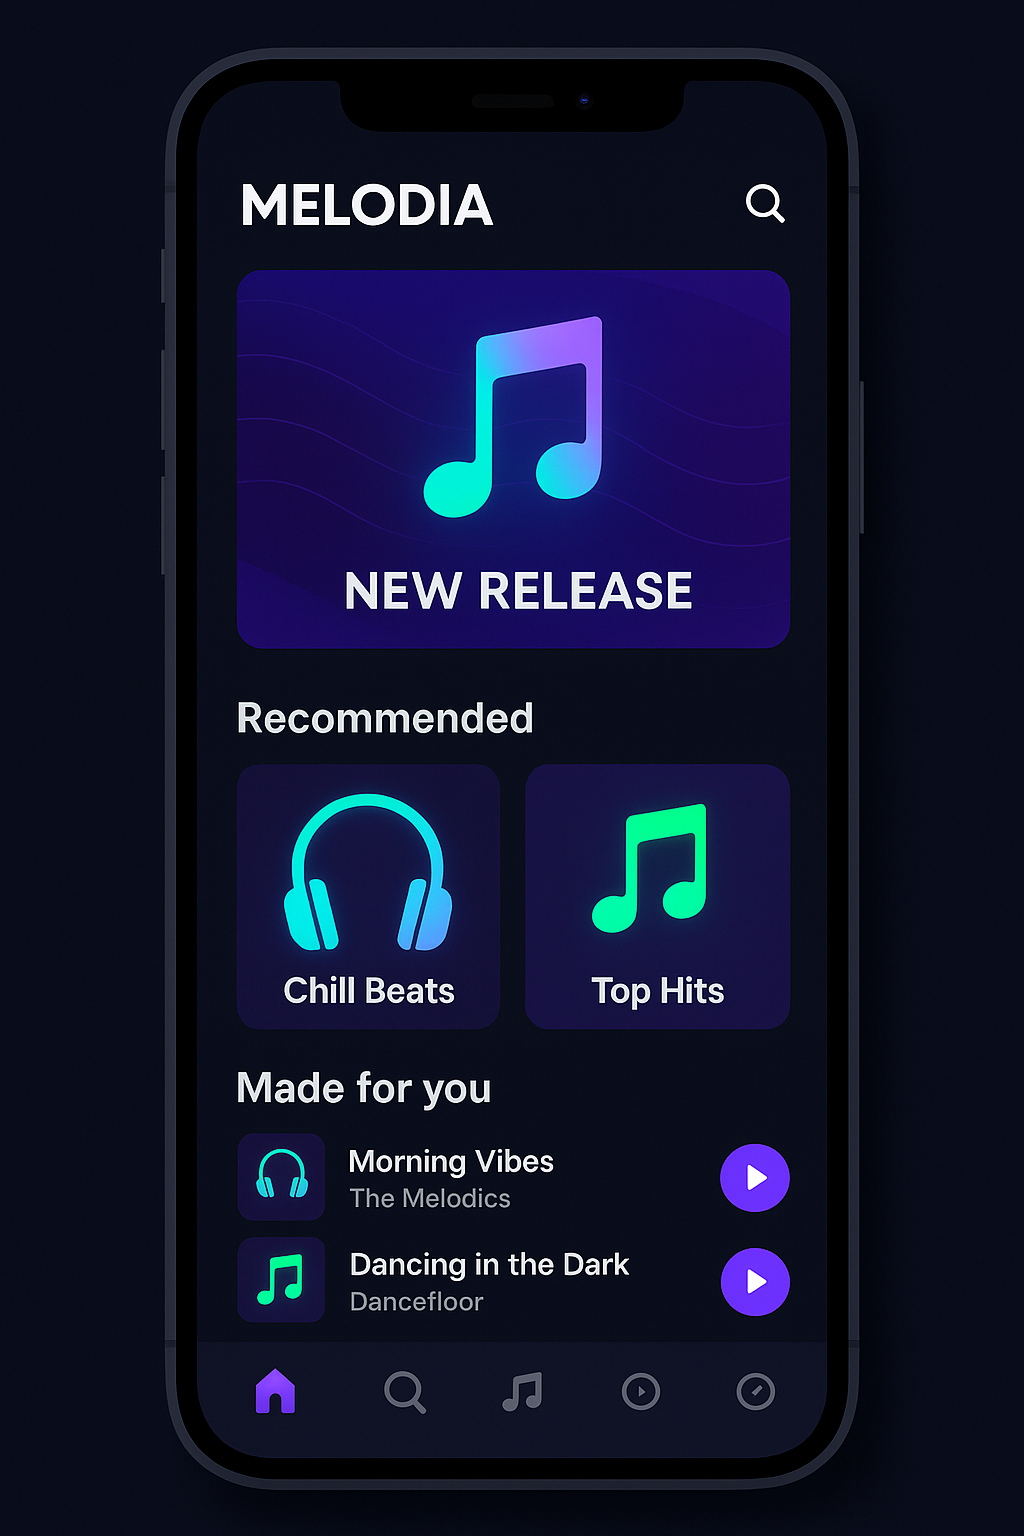 MELODIA
NEW RELEASE
Recommended
Chill Beats
Top Hits
Made for you
Morning Vibes
The Melodics
Dancing in the Dark
Dancefloor